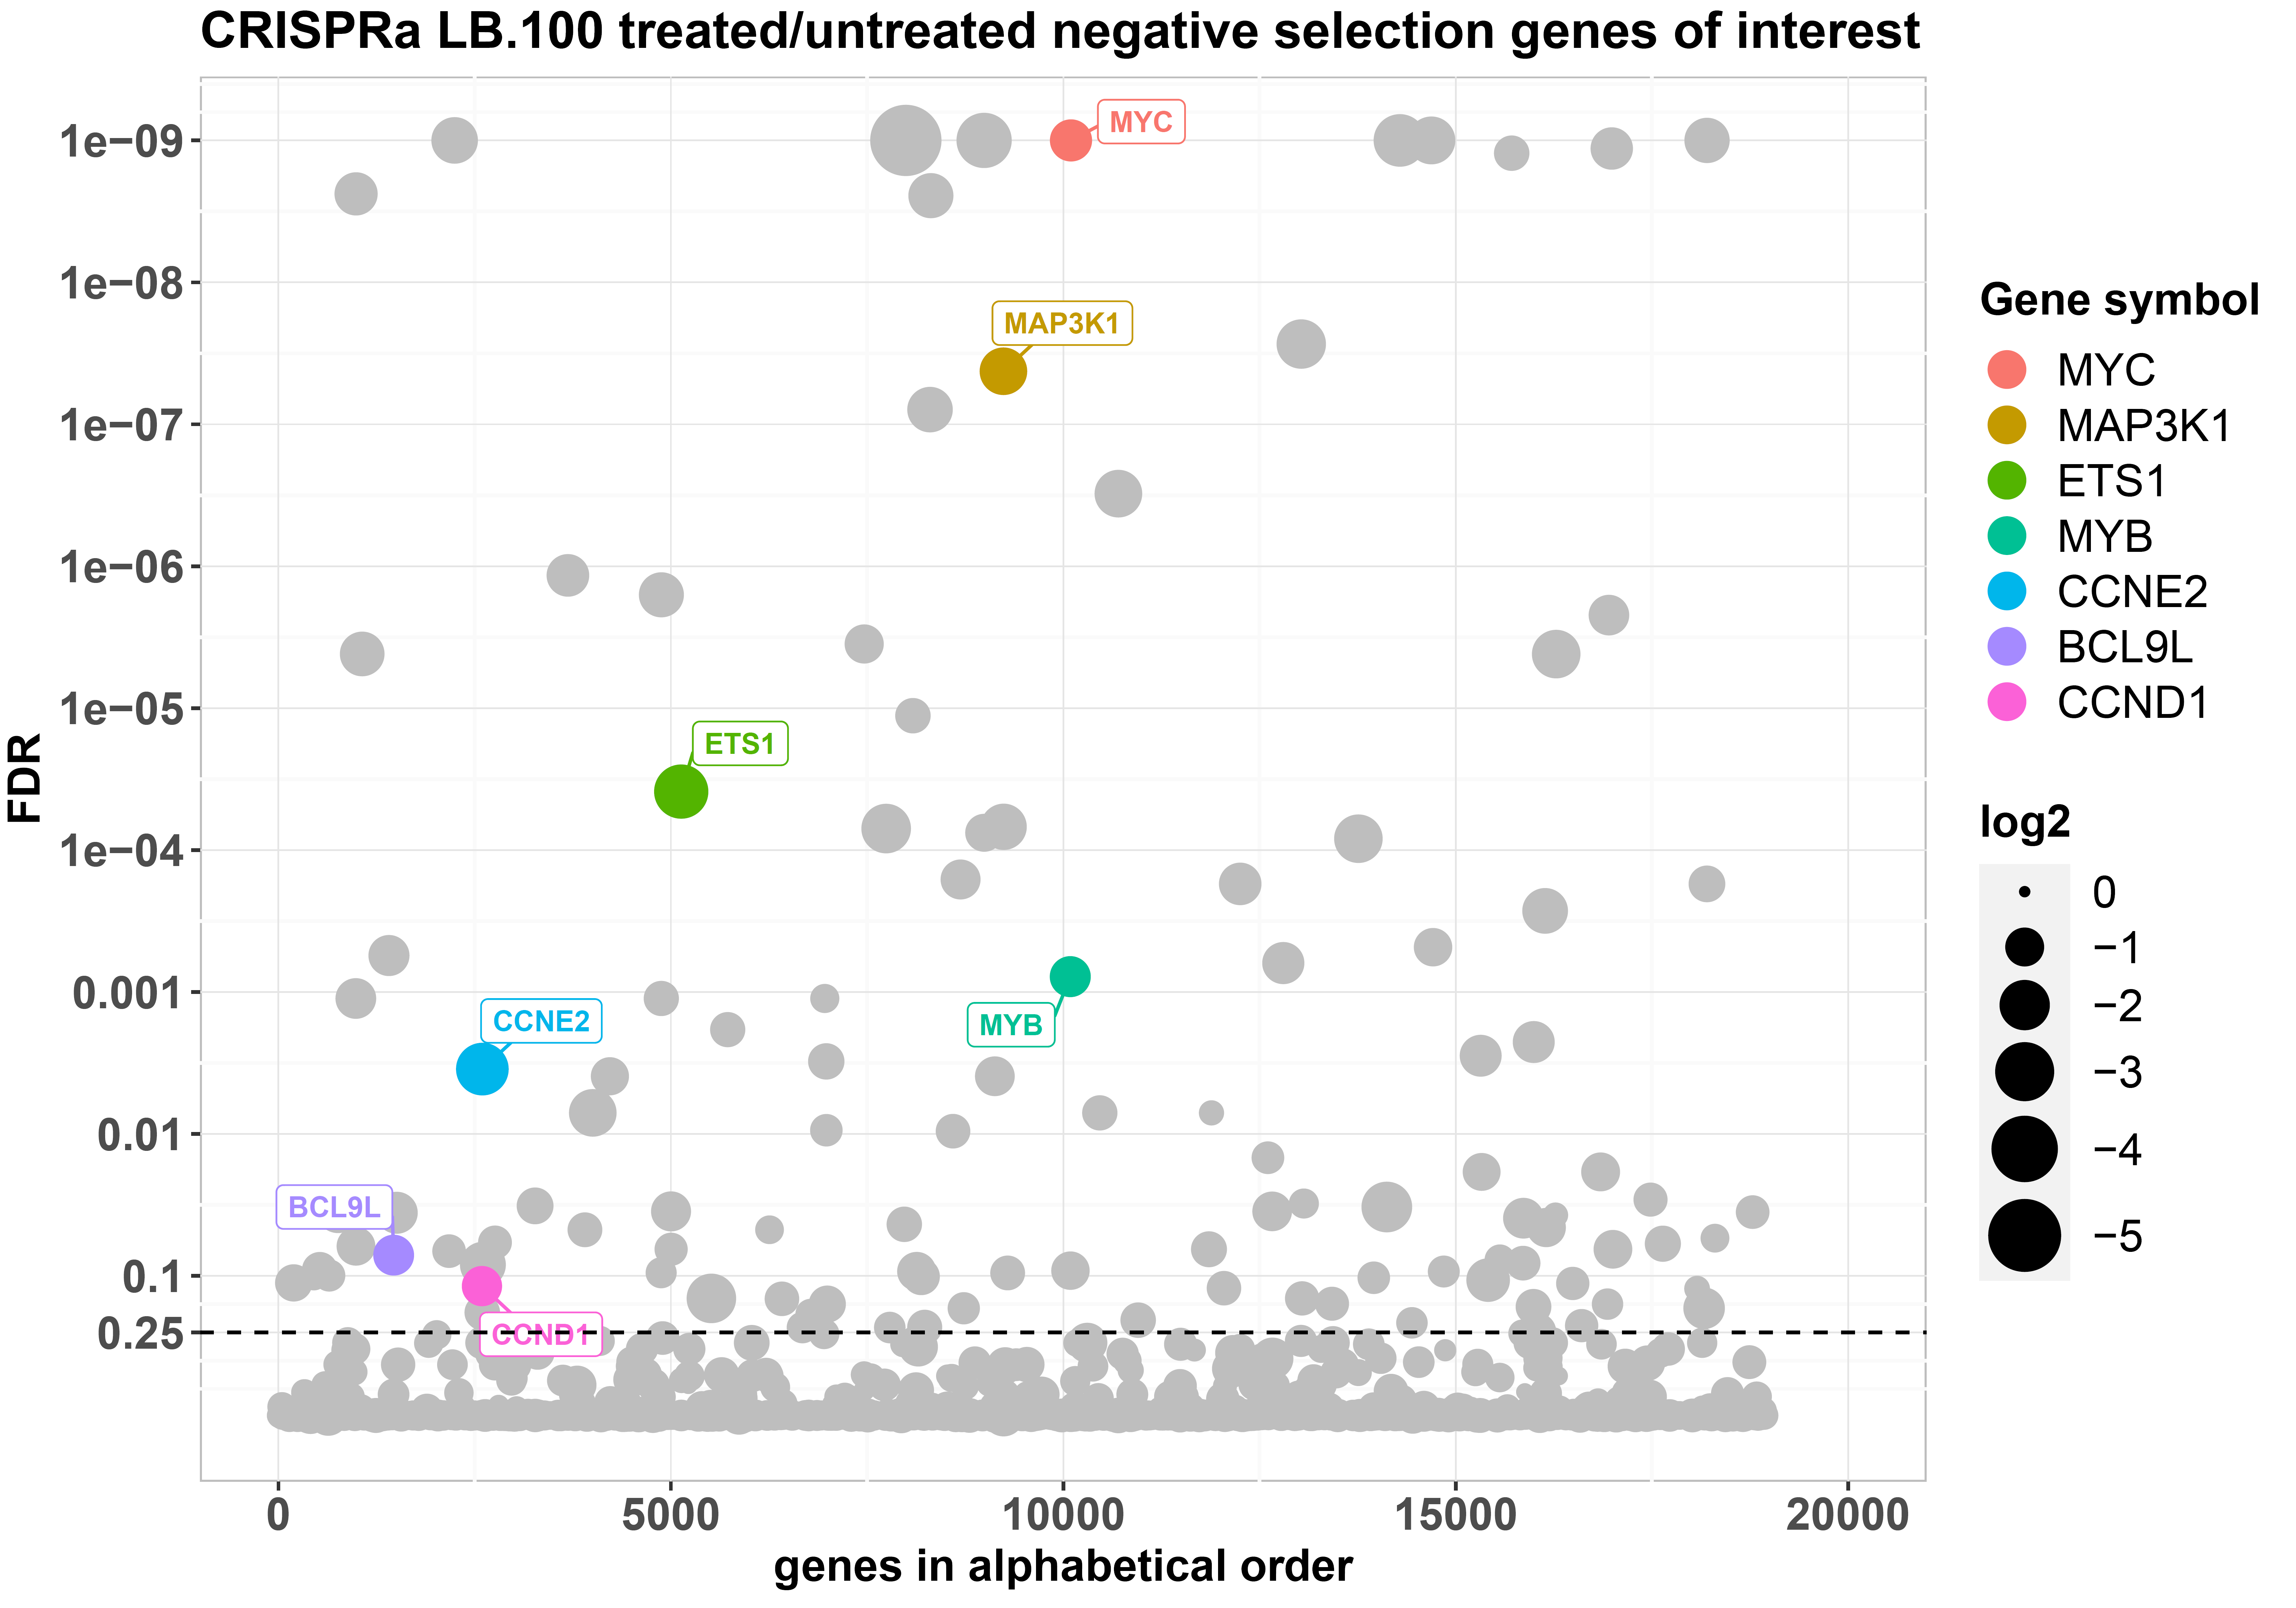 CRISPRa LB.100 treated/untreated negative selection genes of interest
FDR
1e−09
1e−08
1e−07
1e−06
1e−05
1e−04
0.001
0.01
0.1
0.25
MYC
MAP3K1
ETS1
CCNE2
MYB
BCL9L
CCND1
0
5000
10000
15000
20000
genes in alphabetical order
Gene symbol
MYC
MAP3K1
ETS1
MYB
CCNE2
BCL9L
CCND1
log2
0
−1
−2
−3
−4
−5